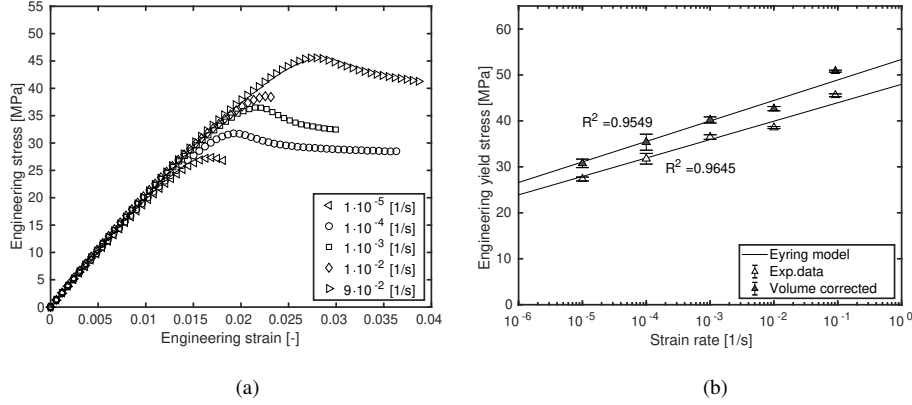 55
50
45
40
35
30
25
20
15
10
5
0
Engineering stress [MPa]
0 0.005 0.01 0.015 0.02 0.025 0.03 0.035 0.04
Engineering strain [-]
1·10⁻⁵ [1/s]
1·10⁻⁴ [1/s]
1·10⁻³ [1/s]
1·10⁻² [1/s]
9·10⁻² [1/s]
(a)
60
50
40
30
20
10
0
Engineering yield stress [MPa]
R² =0.9549
R² =0.9645
Eyring model
Exp.data
Volume corrected
10⁻⁶ 10⁻⁵ 10⁻⁴ 10⁻³ 10⁻² 10⁻¹ 10⁰
Strain rate [1/s]
(b)